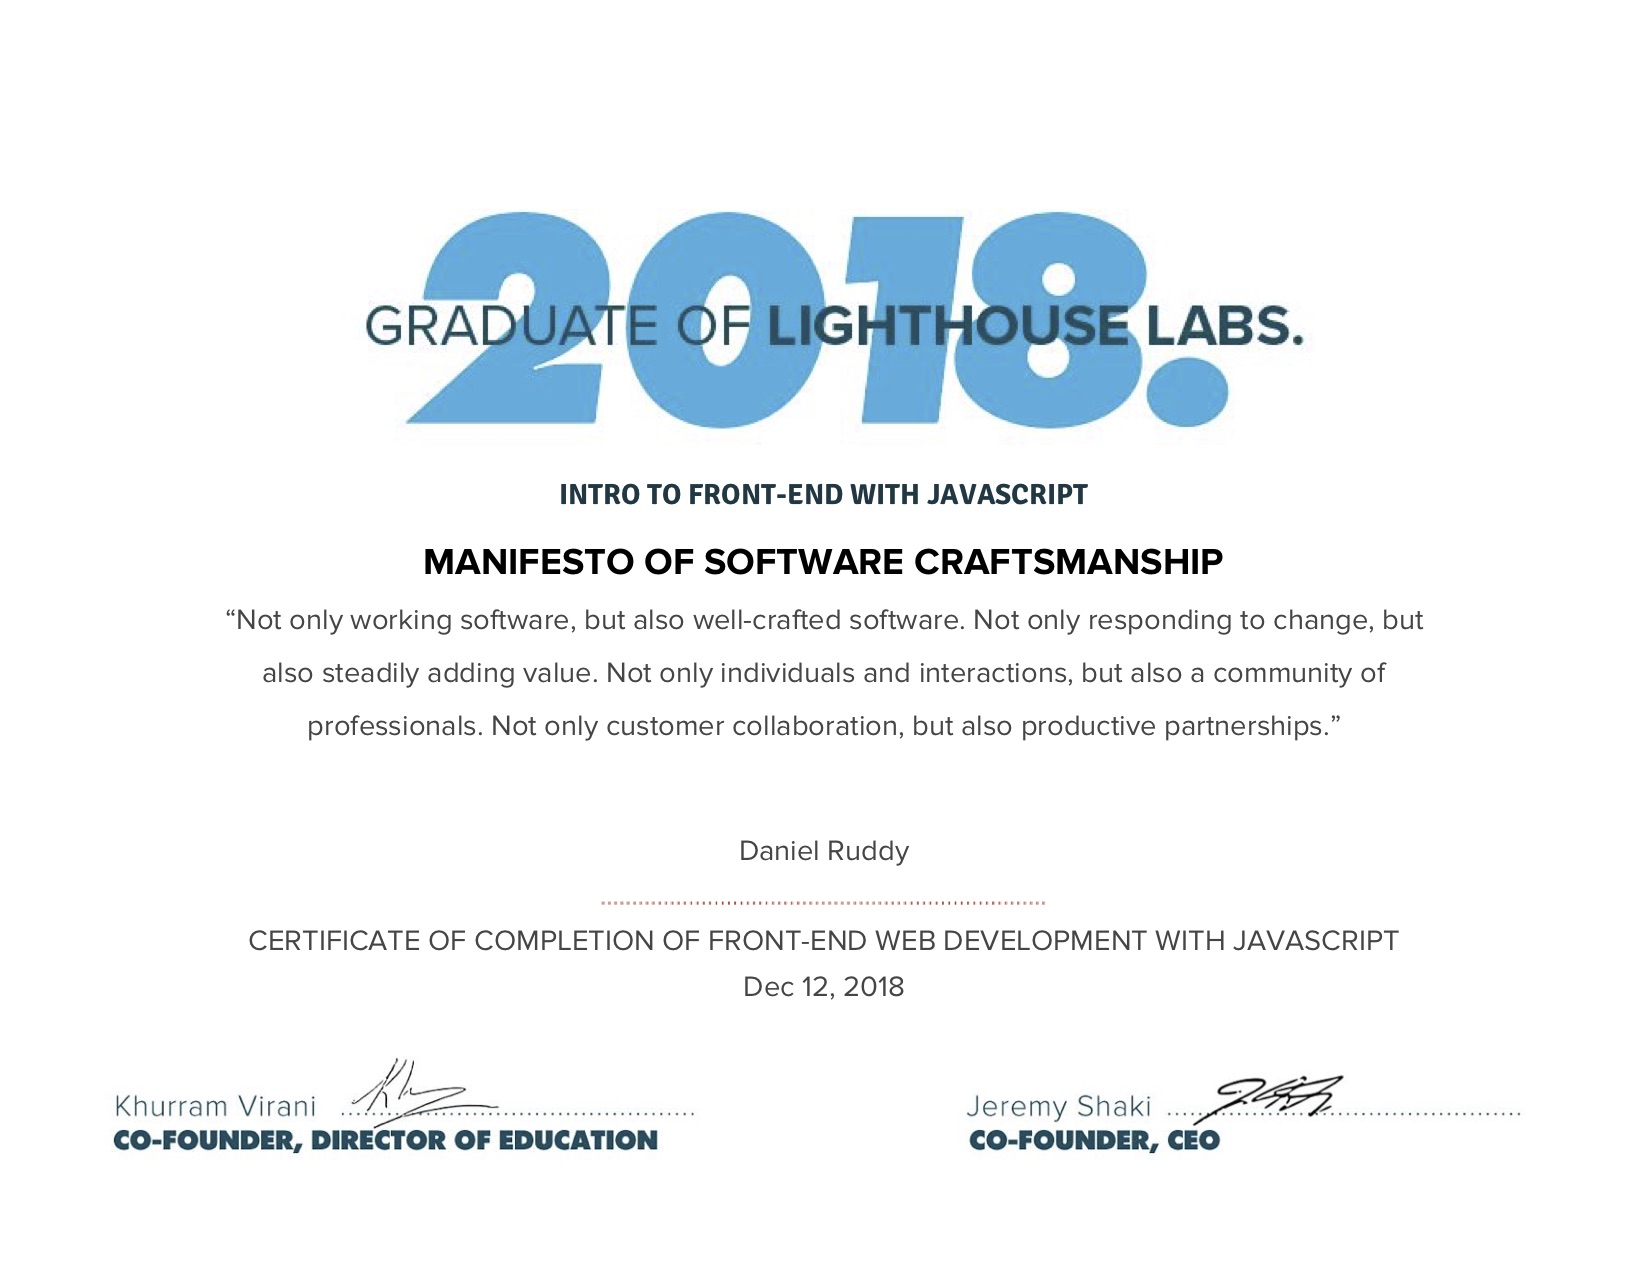 2018.
GRADUATE OF LIGHTHOUSE LABS.
INTRO TO FRONT-END WITH JAVASCRIPT
MANIFESTO OF SOFTWARE CRAFTSMANSHIP
“Not only working software, but also well-crafted software. Not only responding to change, but
also steadily adding value. Not only individuals and interactions, but also a community of
professionals. Not only customer collaboration, but also productive partnerships.”
Daniel Ruddy
CERTIFICATE OF COMPLETION OF FRONT-END WEB DEVELOPMENT WITH JAVASCRIPT
Dec 12, 2018
Khurram Virani
CO-FOUNDER, DIRECTOR OF EDUCATION
Jeremy Shaki
CO-FOUNDER, CEO